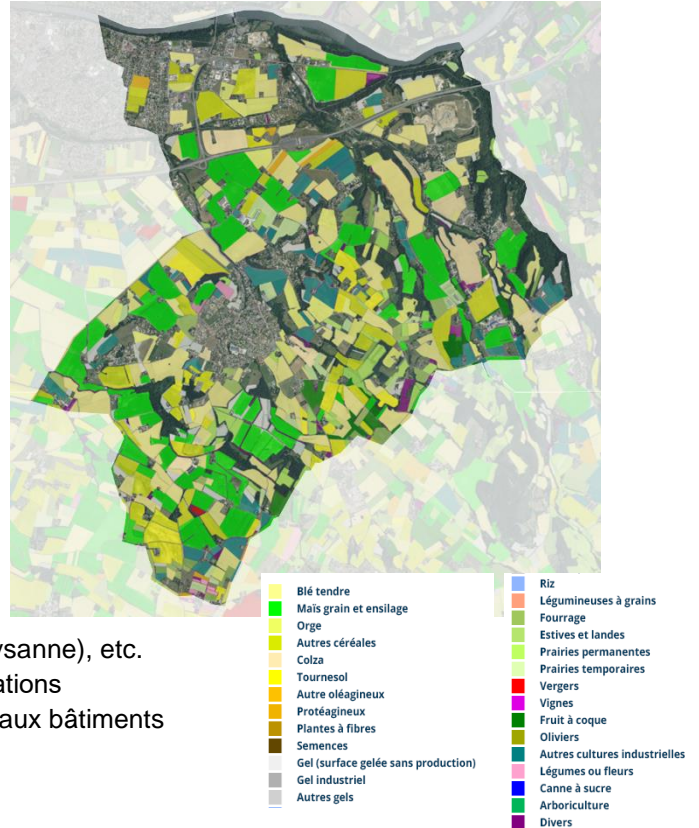 ysanne), etc.
ations
aux bâtiments
Blé tendre
Maïs grain et ensilage
Orge
Autres céréales
Colza
Tournesol
Autre oléagineux
Protéagineux
Plantes à fibres
Semences
Gel (surface gelée sans production)
Gel industriel
Autres gels
Riz
Légumineuses à grains
Fourrage
Estives et landes
Prairies permanentes
Prairies temporaires
Vergers
Vignes
Fruit à coque
Oliviers
Autres cultures industrielles
Légumes ou fleurs
Canne à sucre
Arboriculture
Divers